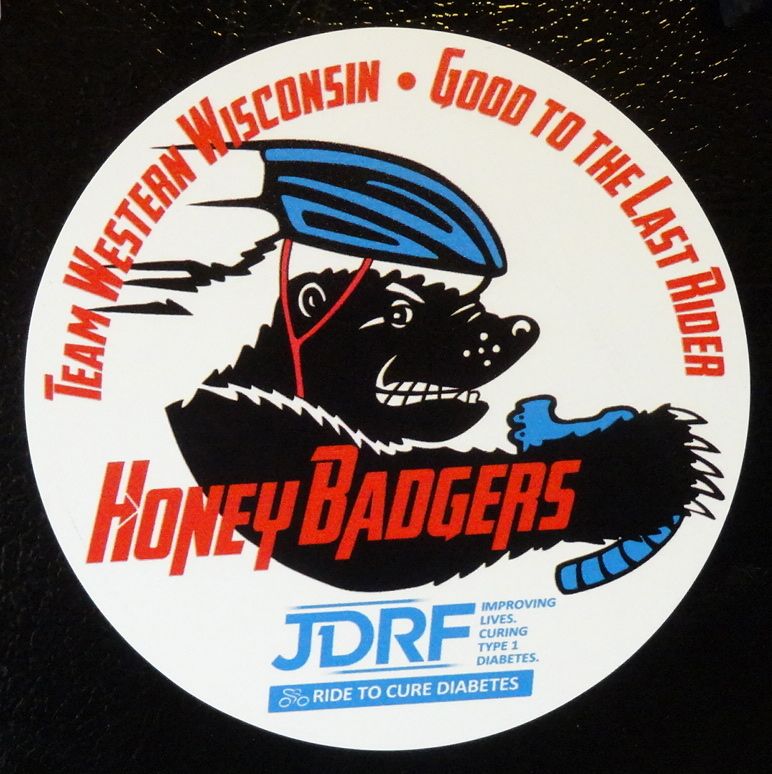 TEAM WESTERN WISCONSIN • GOOD TO THE LAST RIDER
HONEY BADGERS
JDRF
IMPROVING
LIVES.
CURING
TYPE 1
DIABETES.
RIDE TO CURE DIABETES